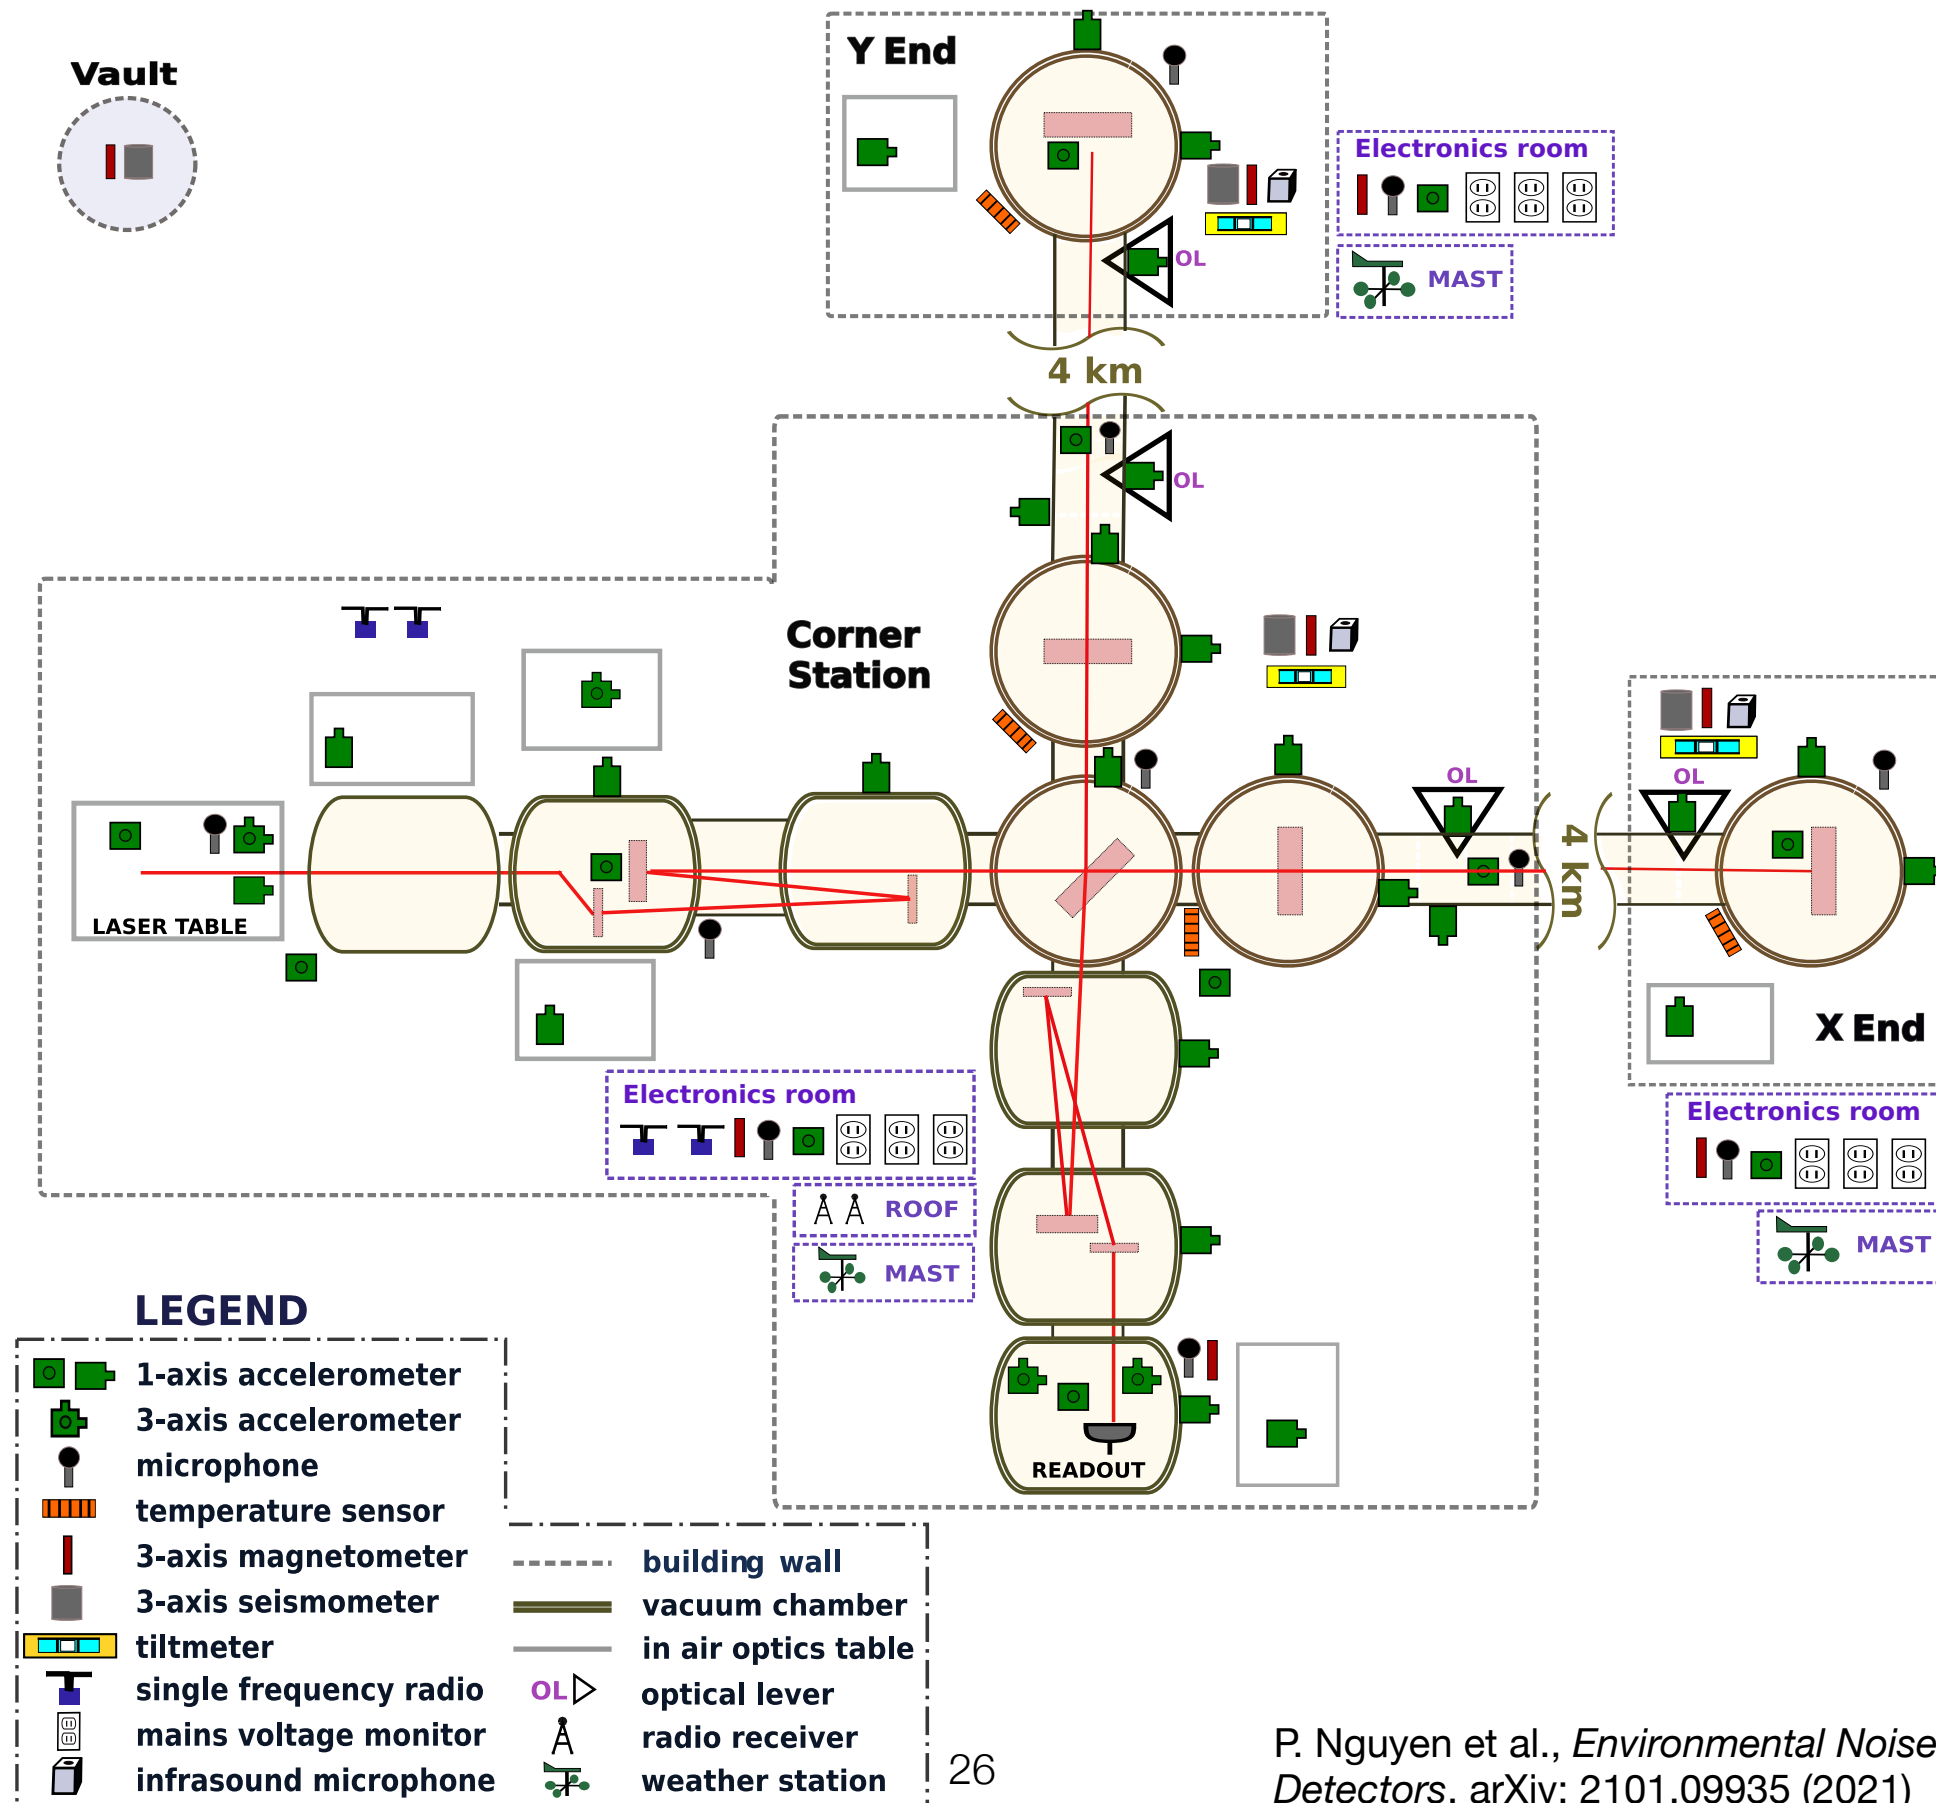 Vault
Y End
Electronics room
OL
MAST
4 km
OL
Corner
Station
OL
OL
4 km
LASER TABLE
X End
Electronics room
Electronics room
ROOF
MAST
MAST
READOUT
LEGEND
1-axis accelerometer
3-axis accelerometer
microphone
temperature sensor
3-axis magnetometer
3-axis seismometer
tiltmeter
single frequency radio
mains voltage monitor
infrasound microphone
building wall
vacuum chamber
in air optics table
OL optical lever
radio receiver
weather station
26
P. Nguyen et al., Environmental Noise
Detectors. arXiv: 2101.09935 (2021)